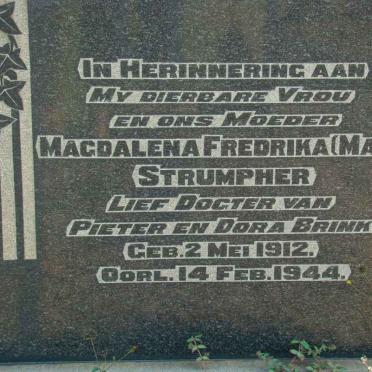 In Herinnering aan
My dierbare Vrou
en ons Moeder
Magdalena Fredrika (Ma
Strumpher
Lief Dogter van
Pieter en Dora Brink
Geb. 2 Mei 1912.
Oorl. 14 Feb. 1944.